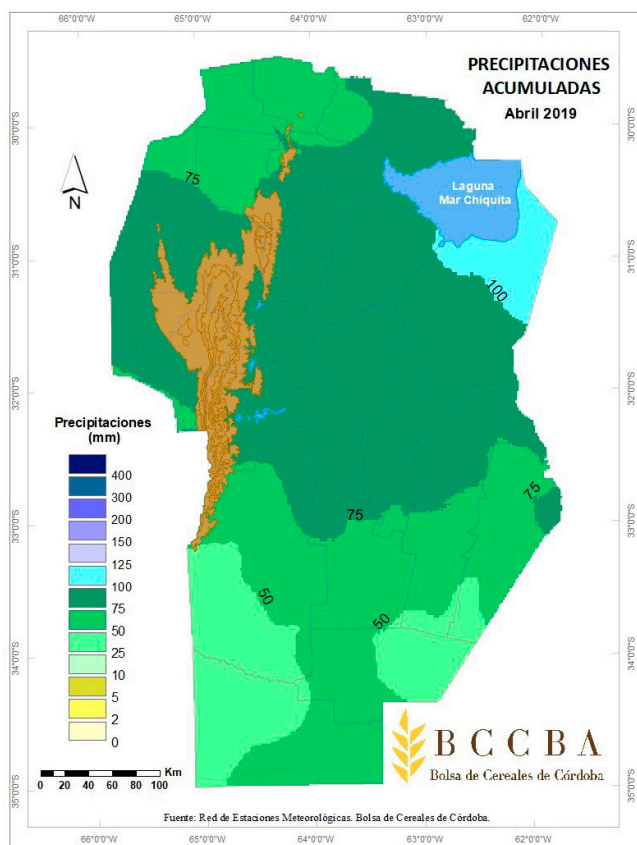 66°0'0"W 65°0'0"W 64°0'0"W 63°0'0"W 62°0'0"W
PRECIPITACIONES
ACUMULADAS
Abril 2019
30°0'0"S 30°0'0"S
Laguna
Mar Chiquita
75
N
31°0'0"S 31°0'0"S
100
32°0'0"S 32°0'0"S
Precipitaciones
(mm)
400
300
200
150
125
100
75
50
25
10
5
2
0
75
75
33°0'0"S 33°0'0"S
50
50
34°0'0"S 34°0'0"S
BCCBA
Bolsa de Cereales de Córdoba
Km
0 20 40 60 80 100
35°0'0"S 35°0'0"S
Fuente: Red de Estaciones Meteorológicas. Bolsa de Cereales de Córdoba.
66°0'0"W 65°0'0"W 64°0'0"W 63°0'0"W 62°0'0"W